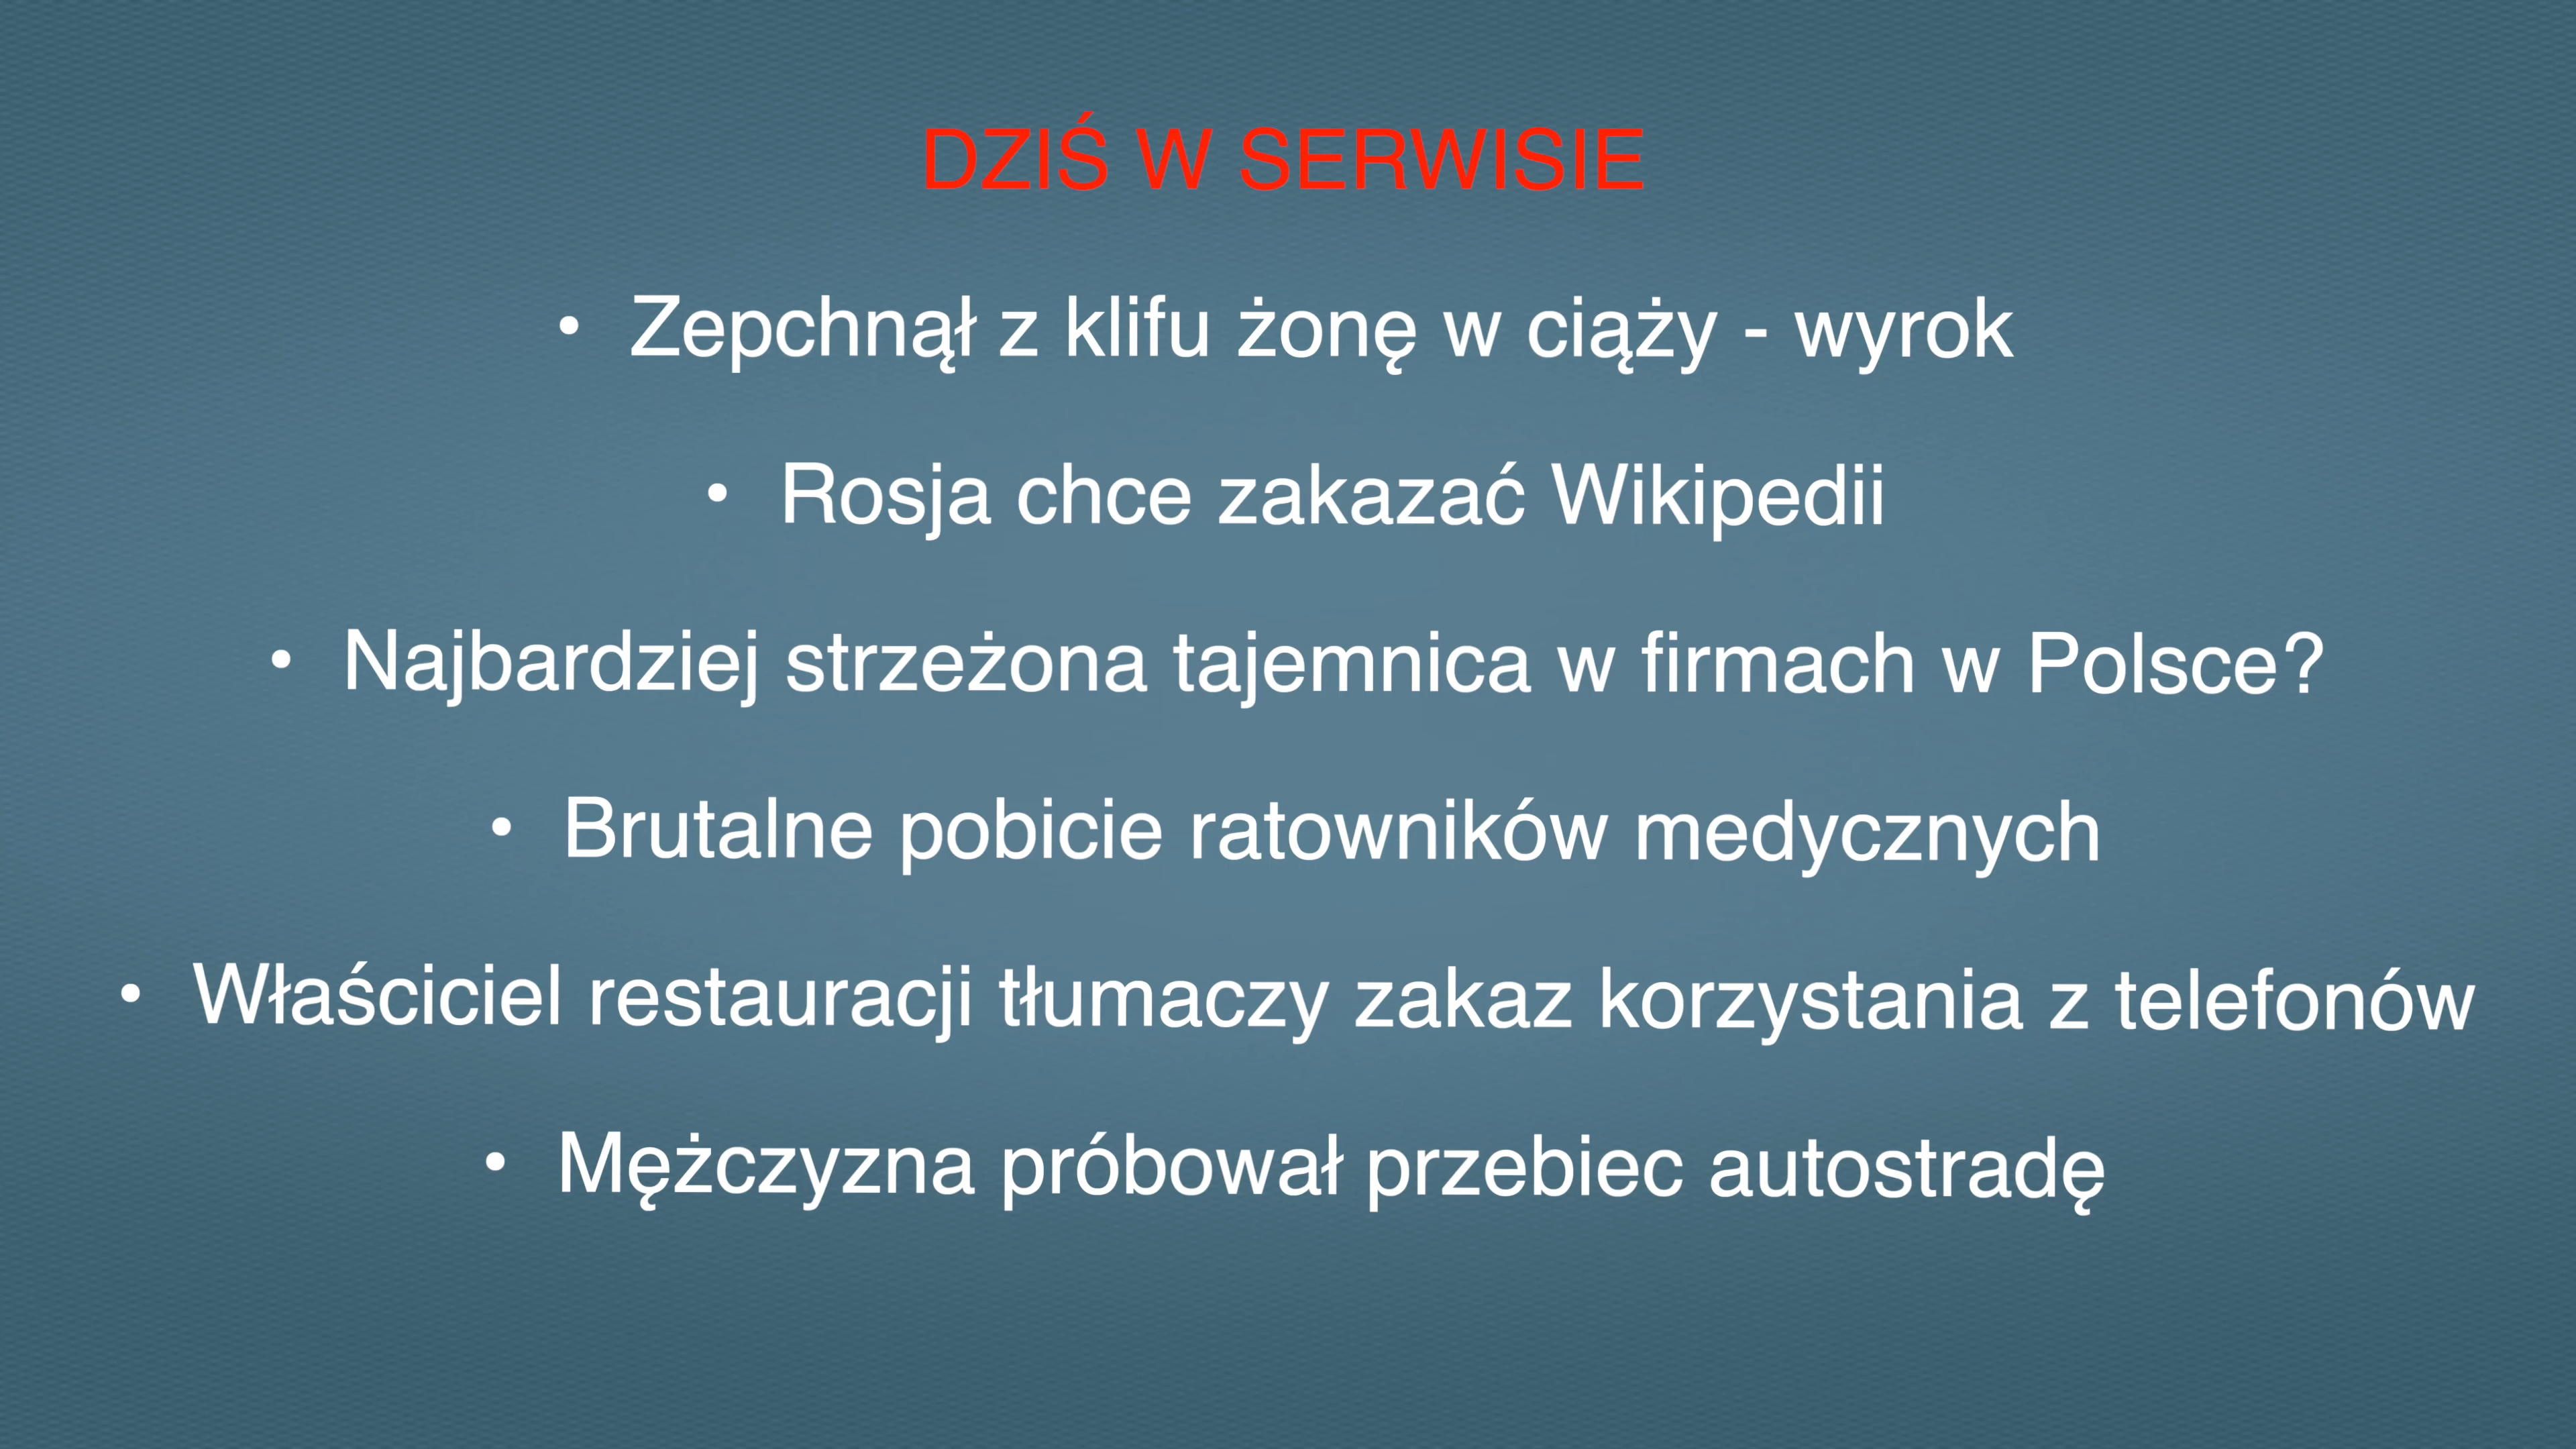 DZIŚ W SERWISIE
• Zepchnął z klifu żonę w ciąży - wyrok
• Rosja chce zakazać Wikipedii
• Najbardziej strzeżona tajemnica w firmach w Polsce?
• Brutalne pobicie ratowników medycznych
• Właściciel restauracji tłumaczy zakaz korzystania z telefonów
• Mężczyzna próbował przebiec autostradę